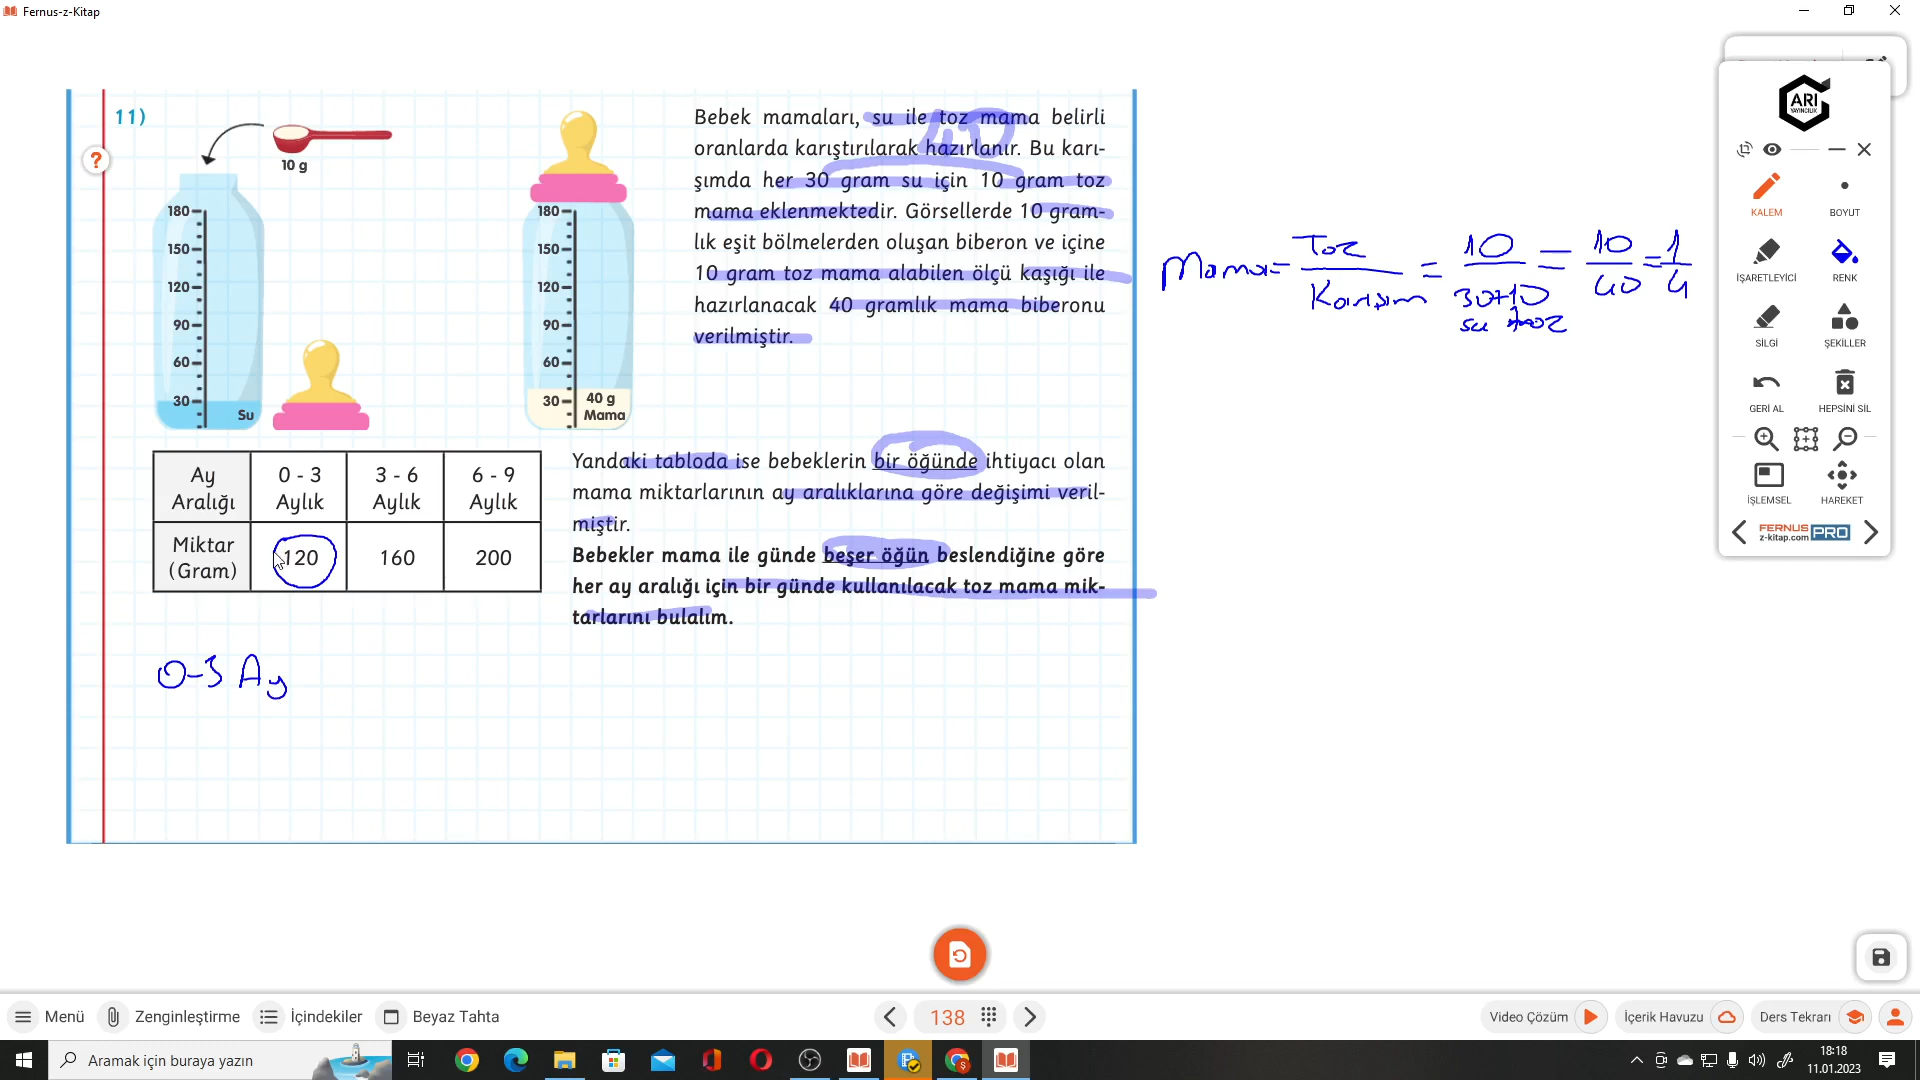 Fernus-z-Kitap
11)
?
10 g
180
150
120
90
60
30
Su
180
150
120
90
60
30
40 g
Mama
Bebek mamaları, su ile toz mama belirli
oranlarda karıştırılarak hazırlanır. Bu karı-
şımda her 30 gram su için 10 gram toz
mama eklenmektedir. Görsellerde 10 gram-
lık eşit bölmelerden oluşan biberon ve içine
10 gram toz mama alabilen ölçü kaşığı ile
hazırlanacak 40 gramlık mama biberonu
verilmiştir.
Mama= Toz = 10 = 10 = 1
Karışım 30+10 40 4
su toz
Ay Aralığı 0 - 3 Aylık 3 - 6 Aylık 6 - 9 Aylık
Miktar (Gram) 120 160 200
Yandaki tabloda ise bebeklerin bir öğünde ihtiyacı olan
mama miktarlarının ay aralıklarına göre değişimi veril-
miştir.
Bebekler mama ile günde beşer öğün beslendiğine göre
her ay aralığı için bir günde kullanılacak toz mama mik-
tarlarını bulalım.
0-3 Ay
ARI
YAYINCILIK
KALEM
BOYUT
İŞARETLEYİCİ
RENK
SİLGİ
ŞEKİLLER
GERİ AL
HEPSİNİ SİL
İŞLEMSEL
HAREKET
FERNUS
z-kitap.com PRO
Menü Zenginleştirme İçindekiler Beyaz Tahta 138 Video Çözüm İçerik Havuzu Ders Tekrarı
Aramak için buraya yazın
18:18
11.01.2023